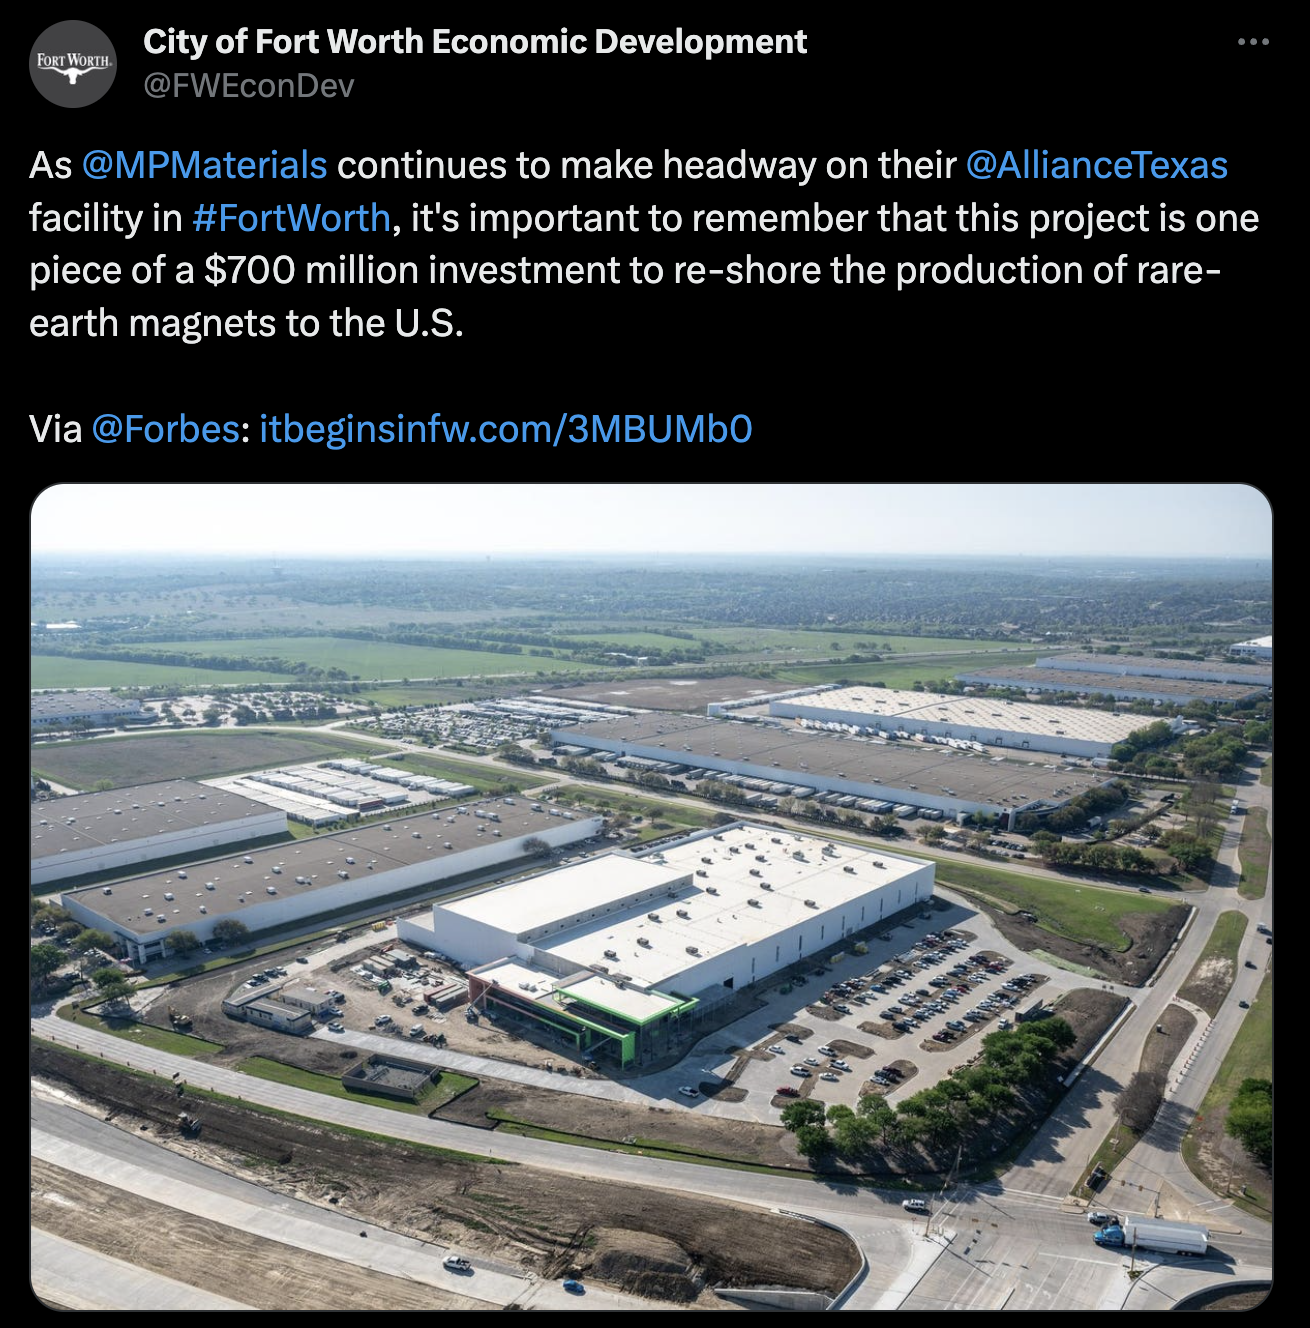 FORT WORTH®
City of Fort Worth Economic Development
@FWEconDev
As @MPMaterials continues to make headway on their @AllianceTexas
facility in #FortWorth, it's important to remember that this project is one
piece of a $700 million investment to re-shore the production of rare-
earth magnets to the U.S.
Via @Forbes: itbeginsinfw.com/3MBUMb0